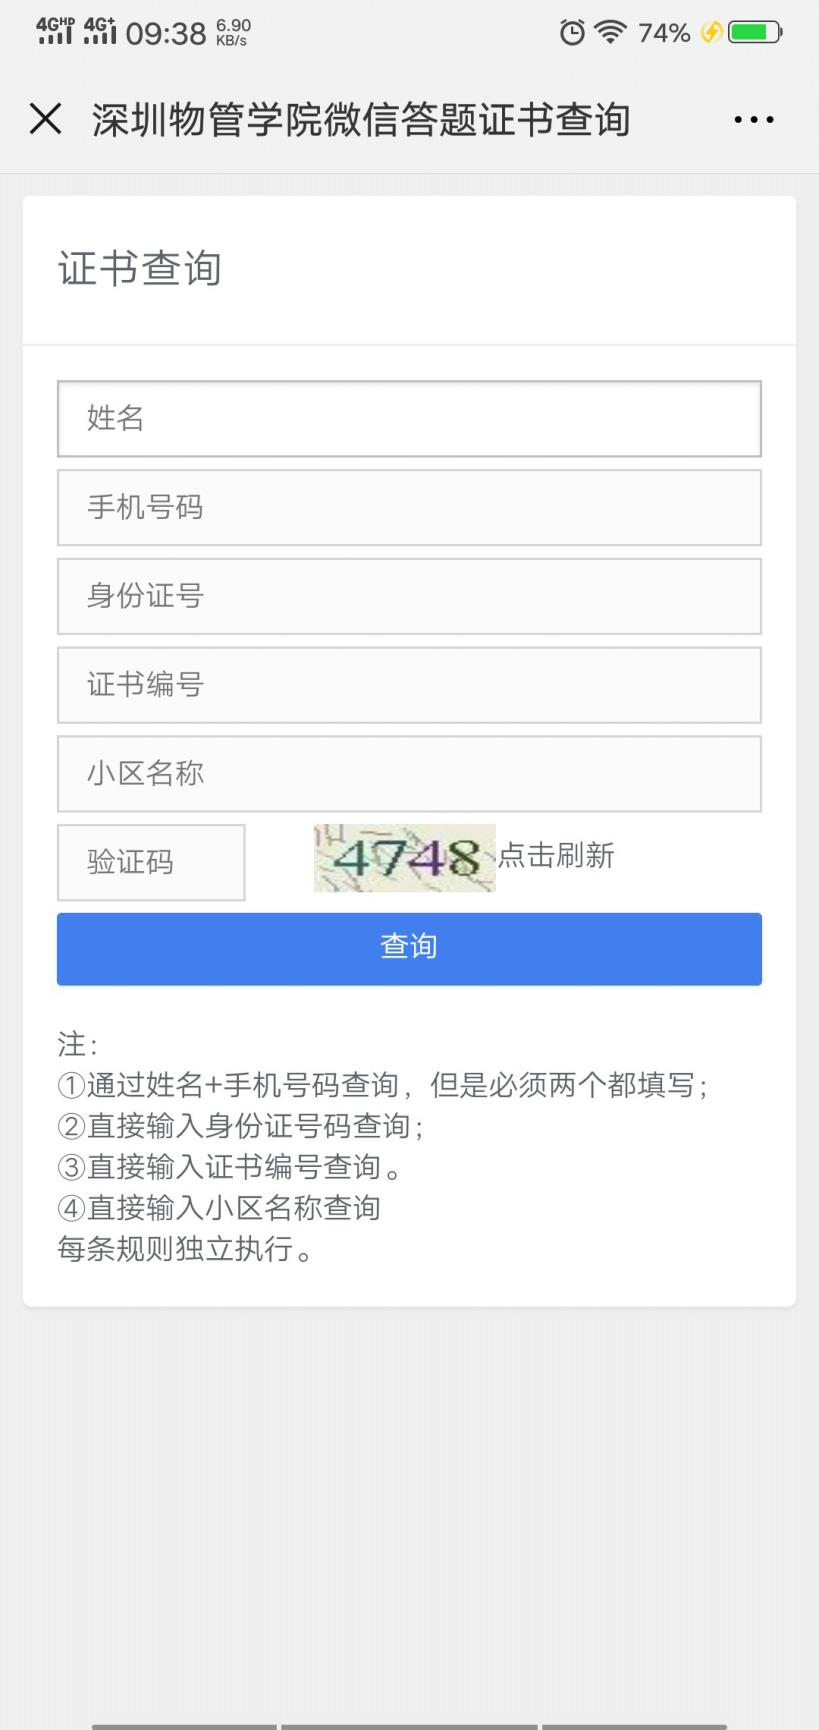 4GHD 4G+ 09:38 6.90 KB/s 74%
深圳物管学院微信答题证书查询
证书查询
姓名
手机号码
身份证号
证书编号
小区名称
验证码 4748 点击刷新
查询
注：
①通过姓名+手机号码查询，但是必须两个都填写；
②直接输入身份证号码查询；
③直接输入证书编号查询。
④直接输入小区名称查询
每条规则独立执行。